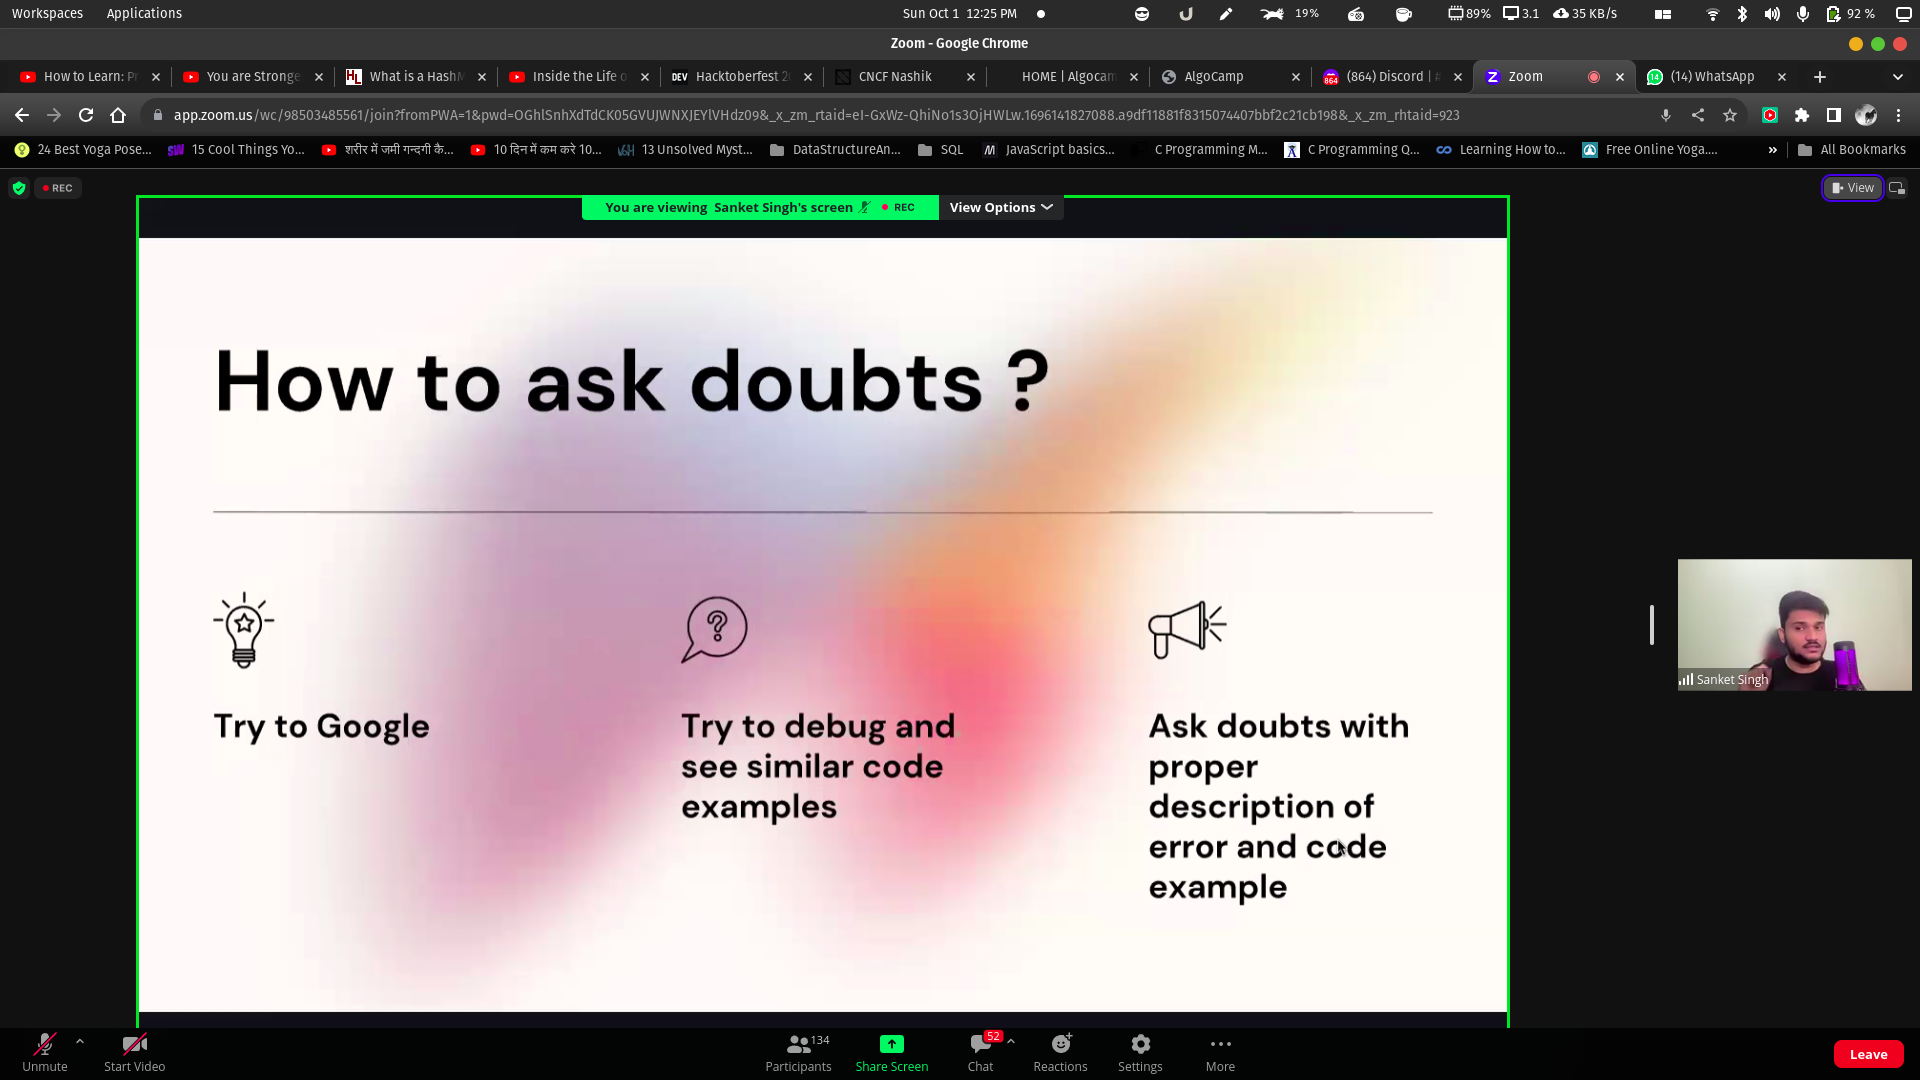 Workspaces Applications Sun Oct 1 12:25 PM 19% 89% 3.1 35 KB/s 92 %
Zoom - Google Chrome
How to Learn: P You are Stronge What is a HashM Inside the Life o Hacktoberfest 2 CNCF Nashik HOME | Algocam AlgoCamp (864) Discord | Zoom (14) WhatsApp
app.zoom.us/wc/98503485561/join?fromPWA=1&pwd=OGhlSnhXdTdCK05GVUJWNXJEYlVHdz09&_x_zm_rtaid=eI-GxWz-QhiNo1s3OjHWLw.1696141827088.a9df11881f8315074407bbf2c21cb198&_x_zm_rhtaid=923
24 Best Yoga Pose... 15 Cool Things Yo... शरीर में जमी गन्दगी कै... 10 दिन में कम करे 10... 13 Unsolved Myst... DataStructureAn... SQL JavaScript basics... C Programming M... C Programming Q... Learning How to... Free Online Yoga.... » All Bookmarks
REC View
You are viewing Sanket Singh's screen REC View Options
How to ask doubts ?
Try to Google
Try to debug and
see similar code
examples
Ask doubts with
proper
description of
error and code
example
Sanket Singh
134 52
Unmute Start Video Participants Share Screen Chat Reactions Settings More Leave